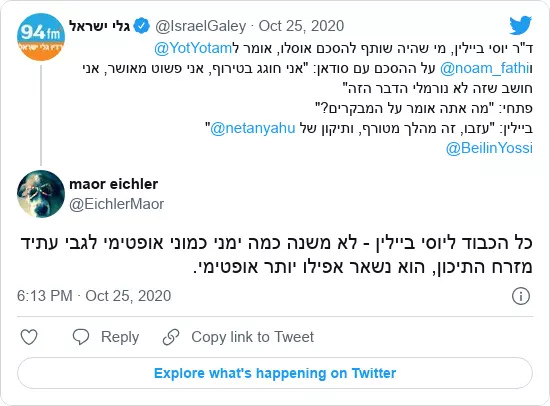 94fm
רדיו גלי ישראל
גלי ישראל @IsraelGaley · Oct 25, 2020
ד"ר יוסי ביילין, מי שהיה שותף להסכם אוסלו, אומר ל@YotYotam
ו@noam_fathi על ההסכם עם סודאן: "אני חוגג בטירוף, אני פשוט מאושר, אני
חושב שזה לא נורמלי הדבר הזה"
פתחי: "מה אתה אומר על המבקרים?"
ביילין: "עזבו, זה מהלך מטורף, ותיקון של @netanyahu"
@BeilinYossi
maor eichler
@EichlerMaor
כל הכבוד ליוסי ביילין - לא משנה כמה ימני כמוני אופטימי לגבי עתיד
מזרח התיכון, הוא נשאר אפילו יותר אופטימי.
6:13 PM · Oct 25, 2020
Reply Copy link to Tweet
Explore what's happening on Twitter